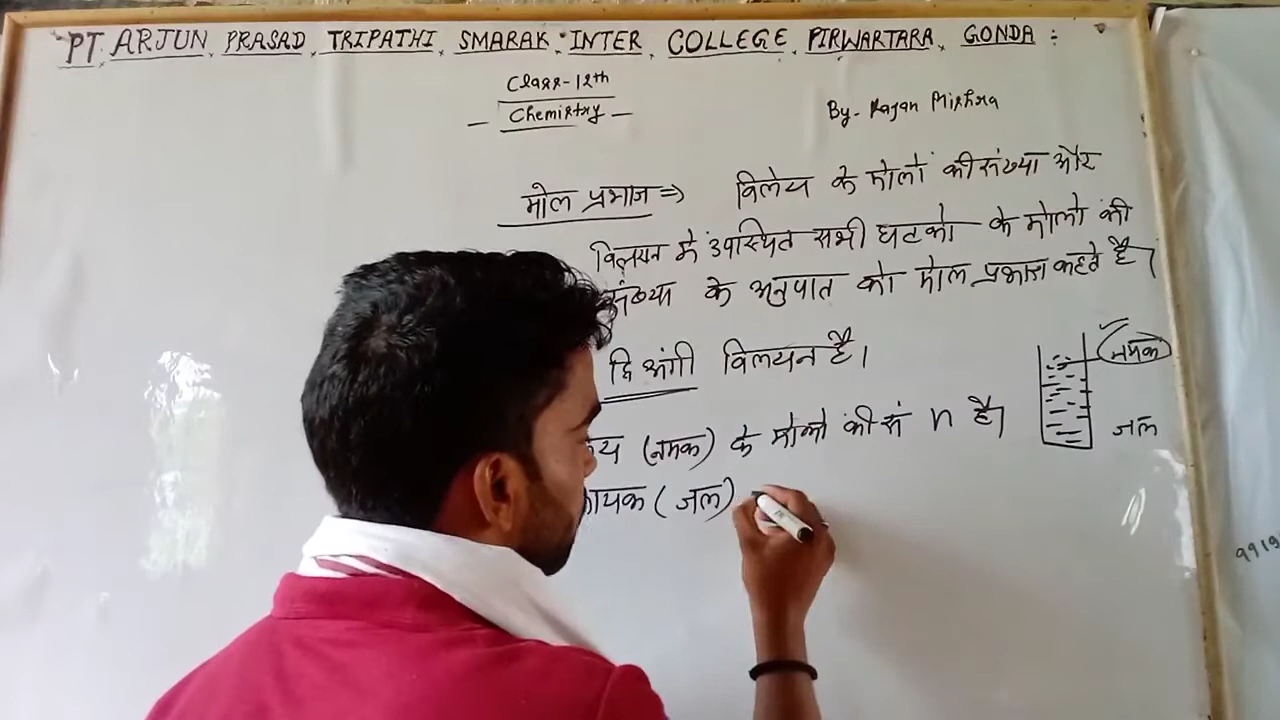 PT. ARJUN PRASAD TRIPATHI SMARAK INTER COLLEGE PIRWARTARA, GONDA :
Class-12th
- Chemistry -
By- Rajan Mishra
मोल प्रभाज ⇒ विलेय के मोलो की संख्या और
विलयन मे उपस्थित सभी घटको के मोलो की
संख्या के अनुपात को मोल प्रभाज कहते है।
द्वि अंगी विलयन है।
नमक
(नमक) के मोलो की सं n है।
जल
(जल)
9919